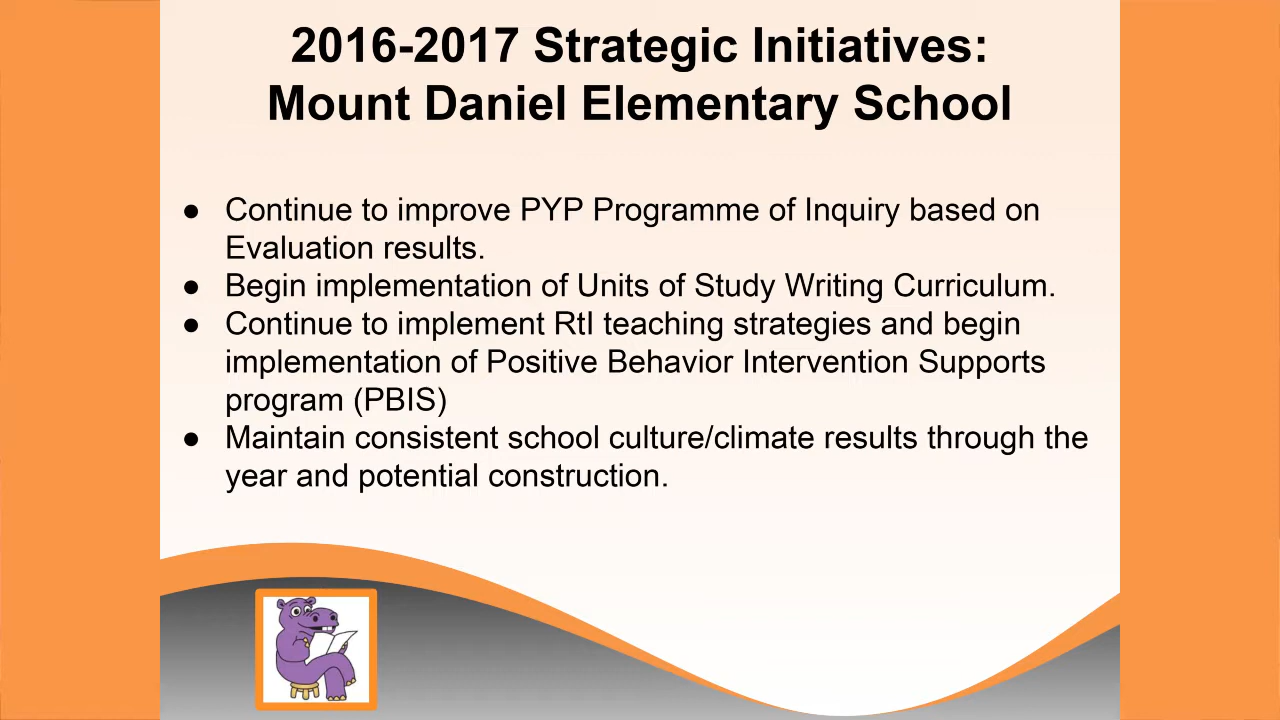 2016-2017 Strategic Initiatives:
Mount Daniel Elementary School
● Continue to improve PYP Programme of Inquiry based on
Evaluation results.
● Begin implementation of Units of Study Writing Curriculum.
● Continue to implement RtI teaching strategies and begin
implementation of Positive Behavior Intervention Supports
program (PBIS)
● Maintain consistent school culture/climate results through the
year and potential construction.